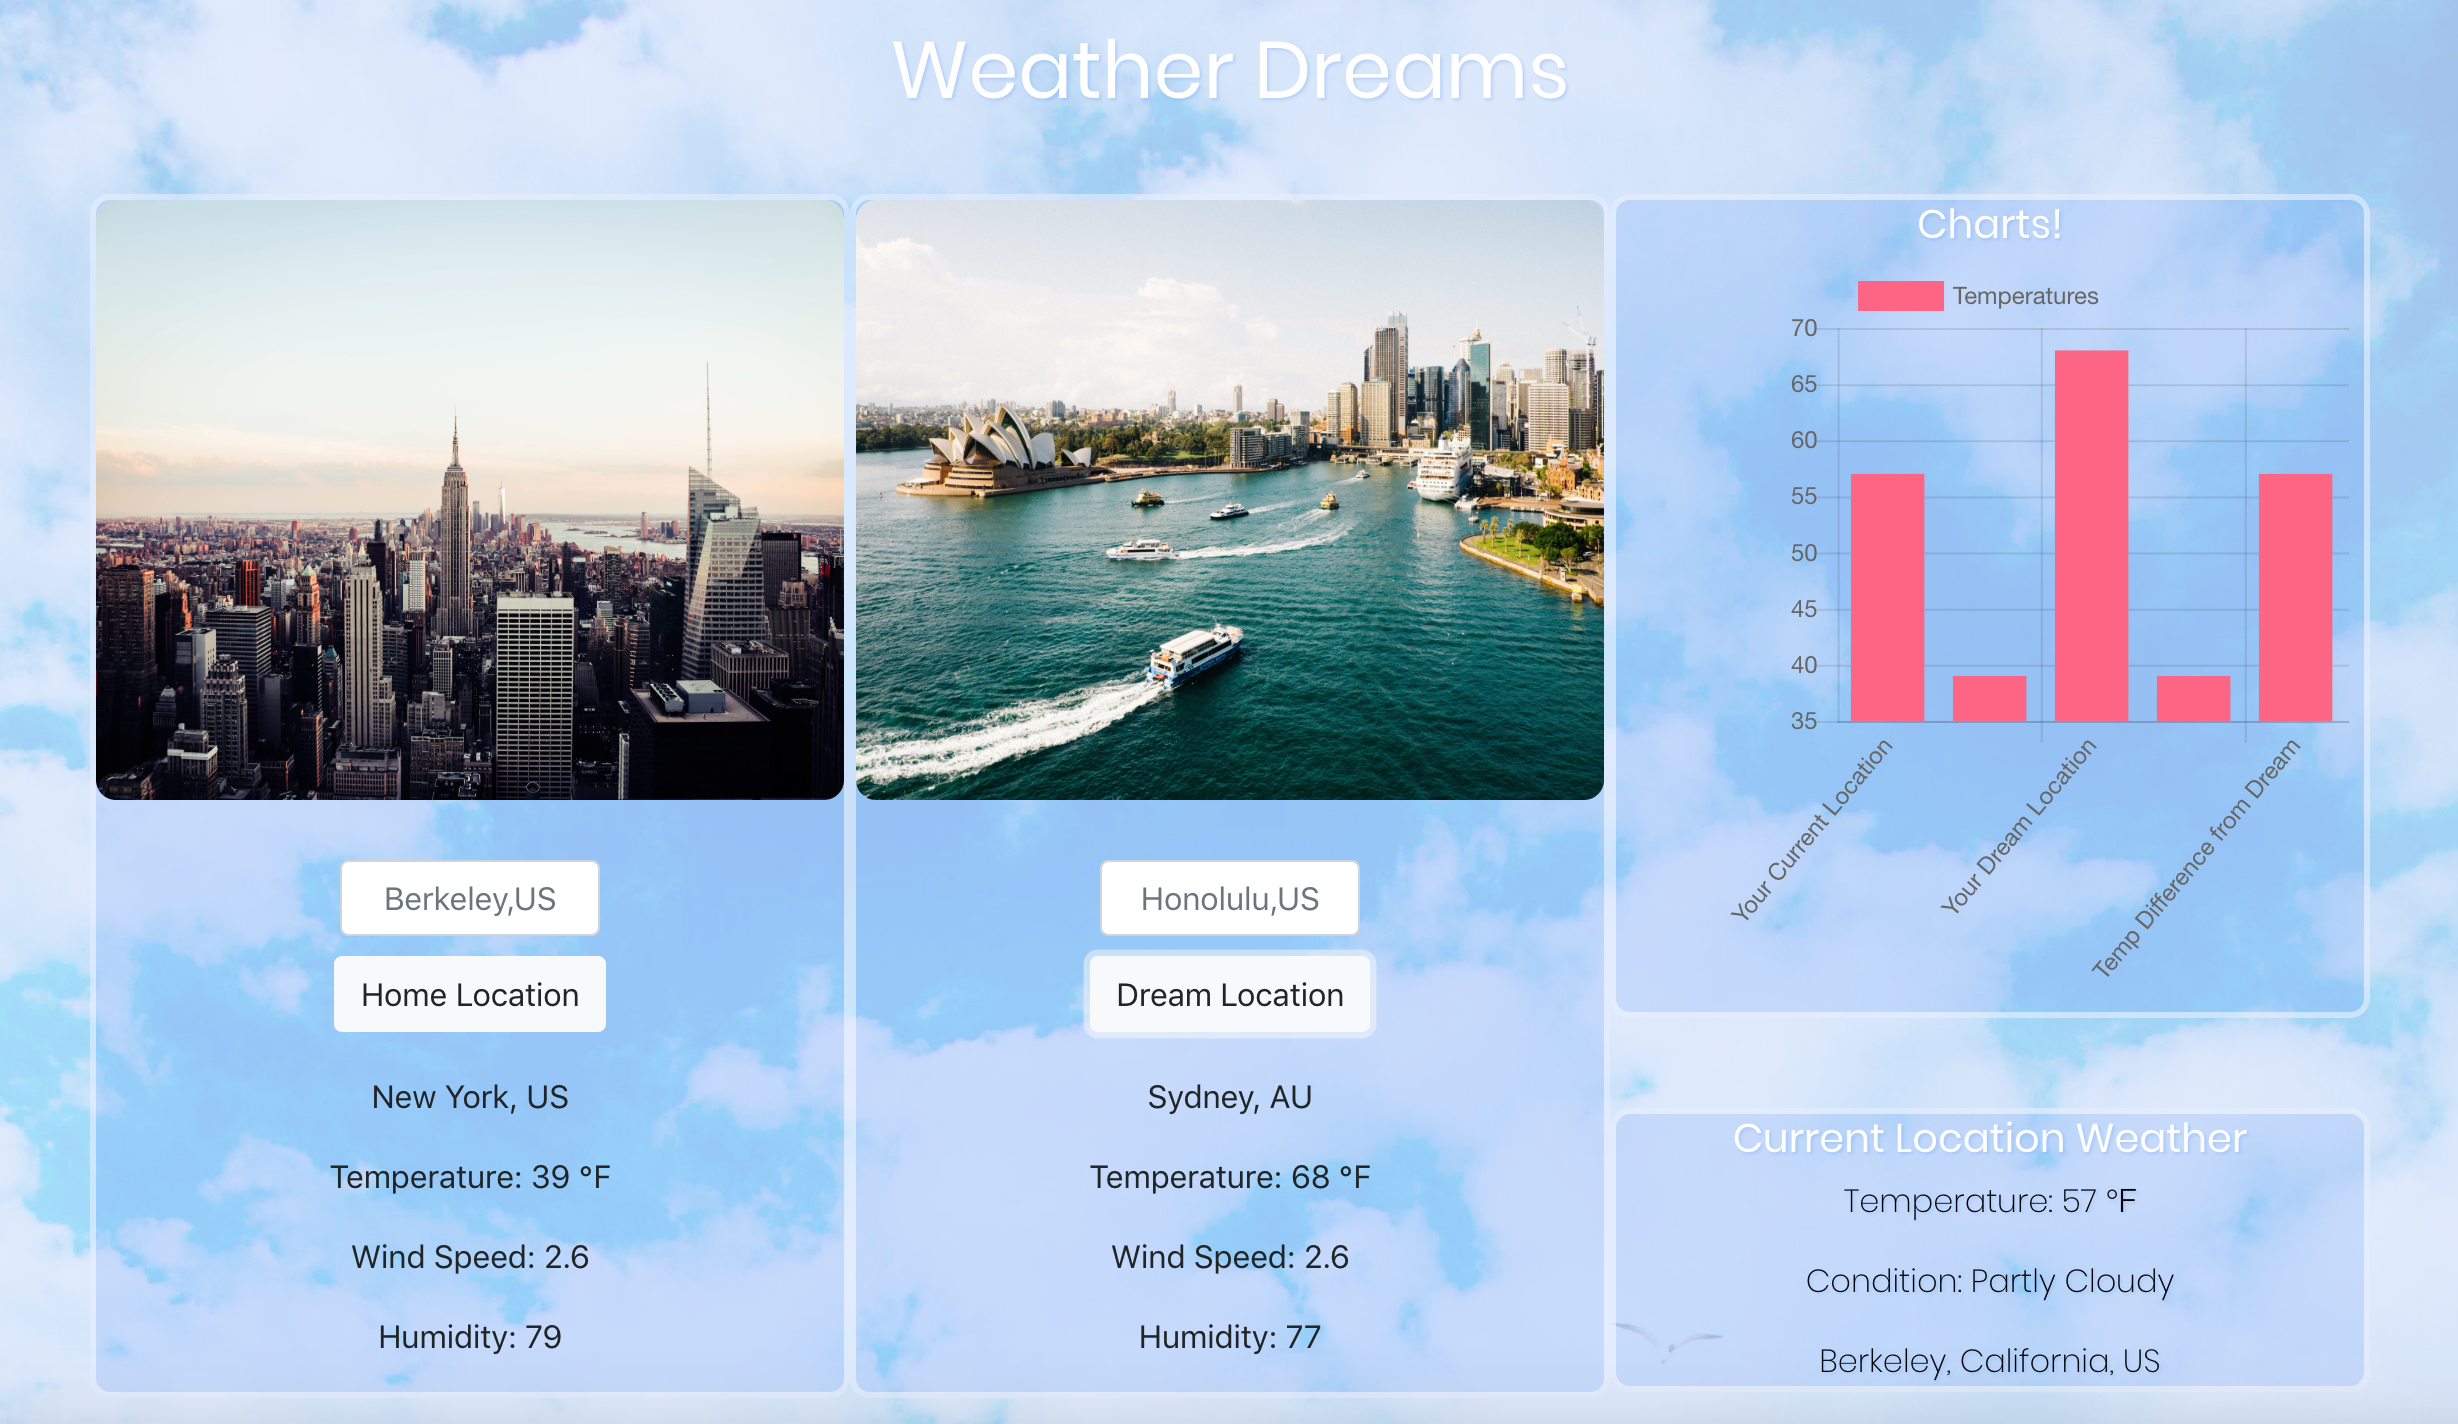 Weather Dreams
Berkeley,US
Home Location
New York, US
Temperature: 39 °F
Wind Speed: 2.6
Humidity: 79
Honolulu,US
Dream Location
Sydney, AU
Temperature: 68 °F
Wind Speed: 2.6
Humidity: 77
Charts!
Temperatures
70
65
60
55
50
45
40
35
Your Current Location
Your Dream Location
Temp Difference from Dream
Current Location Weather
Temperature: 57 °F
Condition: Partly Cloudy
Berkeley, California, US